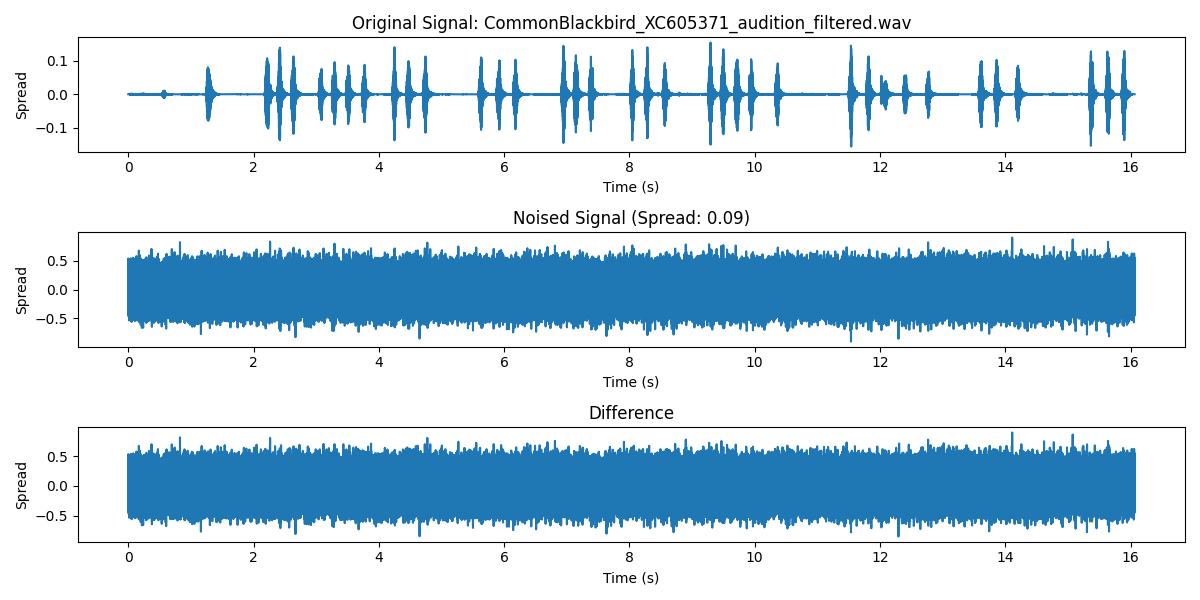 Original Signal: CommonBlackbird_XC605371_audition_filtered.wav
Spread
0.1
0.0
−0.1
0 2 4 6 8 10 12 14 16
Time (s)
Noised Signal (Spread: 0.09)
Spread
0.5
0.0
−0.5
0 2 4 6 8 10 12 14 16
Time (s)
Difference
Spread
0.5
0.0
−0.5
0 2 4 6 8 10 12 14 16
Time (s)